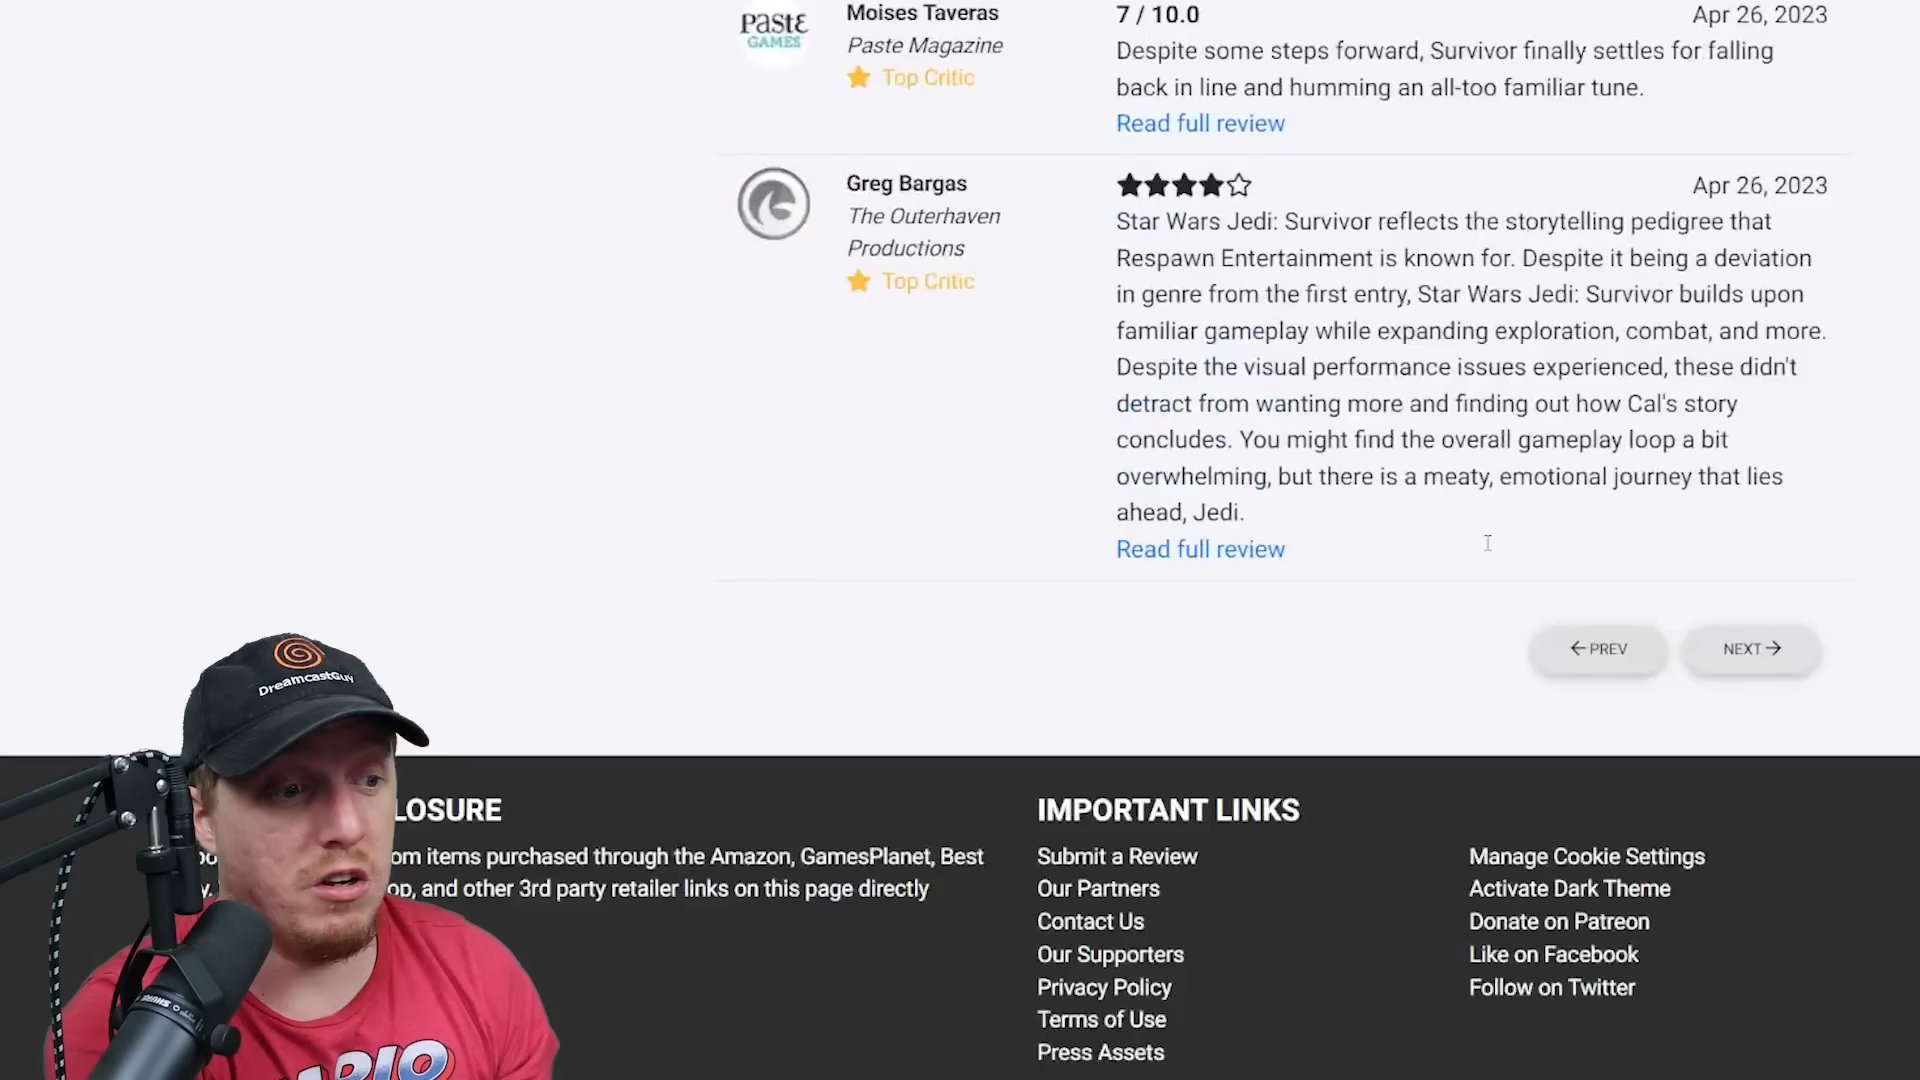 PASTE
GAMES
Moises Taveras
Paste Magazine
Top Critic
7 / 10.0
Apr 26, 2023
Despite some steps forward, Survivor finally settles for falling
back in line and humming an all-too familiar tune.
Read full review
Greg Bargas
The Outerhaven
Productions
Top Critic
Apr 26, 2023
Star Wars Jedi: Survivor reflects the storytelling pedigree that
Respawn Entertainment is known for. Despite it being a deviation
in genre from the first entry, Star Wars Jedi: Survivor builds upon
familiar gameplay while expanding exploration, combat, and more.
Despite the visual performance issues experienced, these didn't
detract from wanting more and finding out how Cal's story
concludes. You might find the overall gameplay loop a bit
overwhelming, but there is a meaty, emotional journey that lies
ahead, Jedi.
Read full review
PREV
NEXT
DreamcastGuy
SHURE
ARIO
LOSURE
om items purchased through the Amazon, GamesPlanet, Best
op, and other 3rd party retailer links on this page directly
IMPORTANT LINKS
Submit a Review
Our Partners
Contact Us
Our Supporters
Privacy Policy
Terms of Use
Press Assets
Manage Cookie Settings
Activate Dark Theme
Donate on Patreon
Like on Facebook
Follow on Twitter